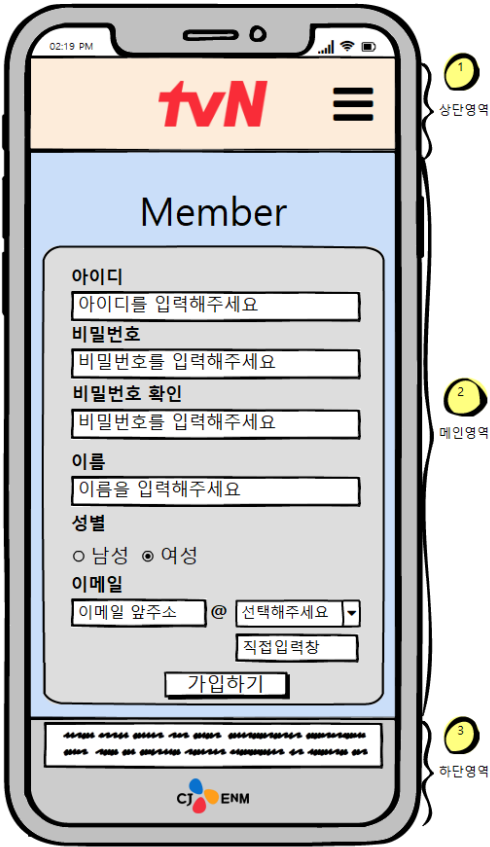 02:19 PM
tvN
1
상단영역
Member
아이디
아이디를 입력해주세요
비밀번호
비밀번호를 입력해주세요
비밀번호 확인
비밀번호를 입력해주세요
2
메인영역
이름
이름을 입력해주세요
성별
남성 여성
이메일
이메일 앞주소 @ 선택해주세요
직접입력창
가입하기
3
하단영역
CJ ENM